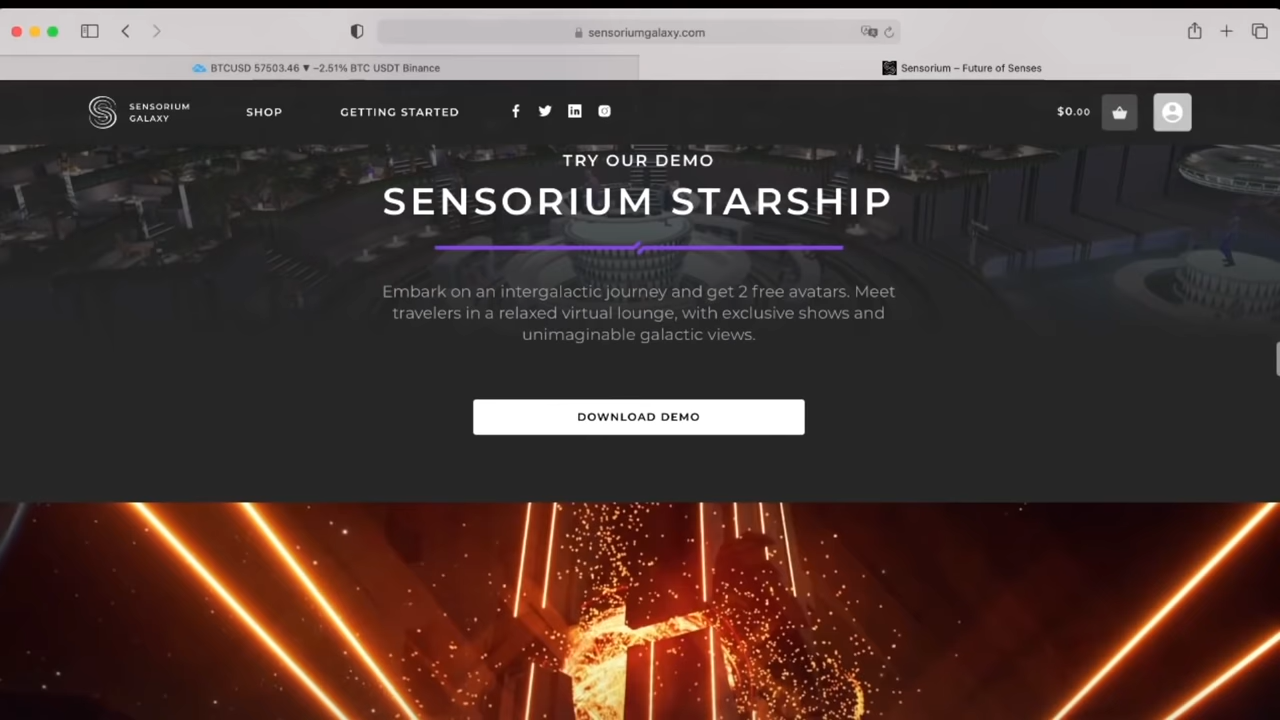 sensoriumgalaxy.com
BTCUSD 57503.46 ▼ −2.51% BTC USDT Binance
Sensorium – Future of Senses
SENSORIUM
GALAXY
SHOP
GETTING STARTED
$0.00
TRY OUR DEMO
SENSORIUM STARSHIP
Embark on an intergalactic journey and get 2 free avatars. Meet
travelers in a relaxed virtual lounge, with exclusive shows and
unimaginable galactic views.
DOWNLOAD DEMO